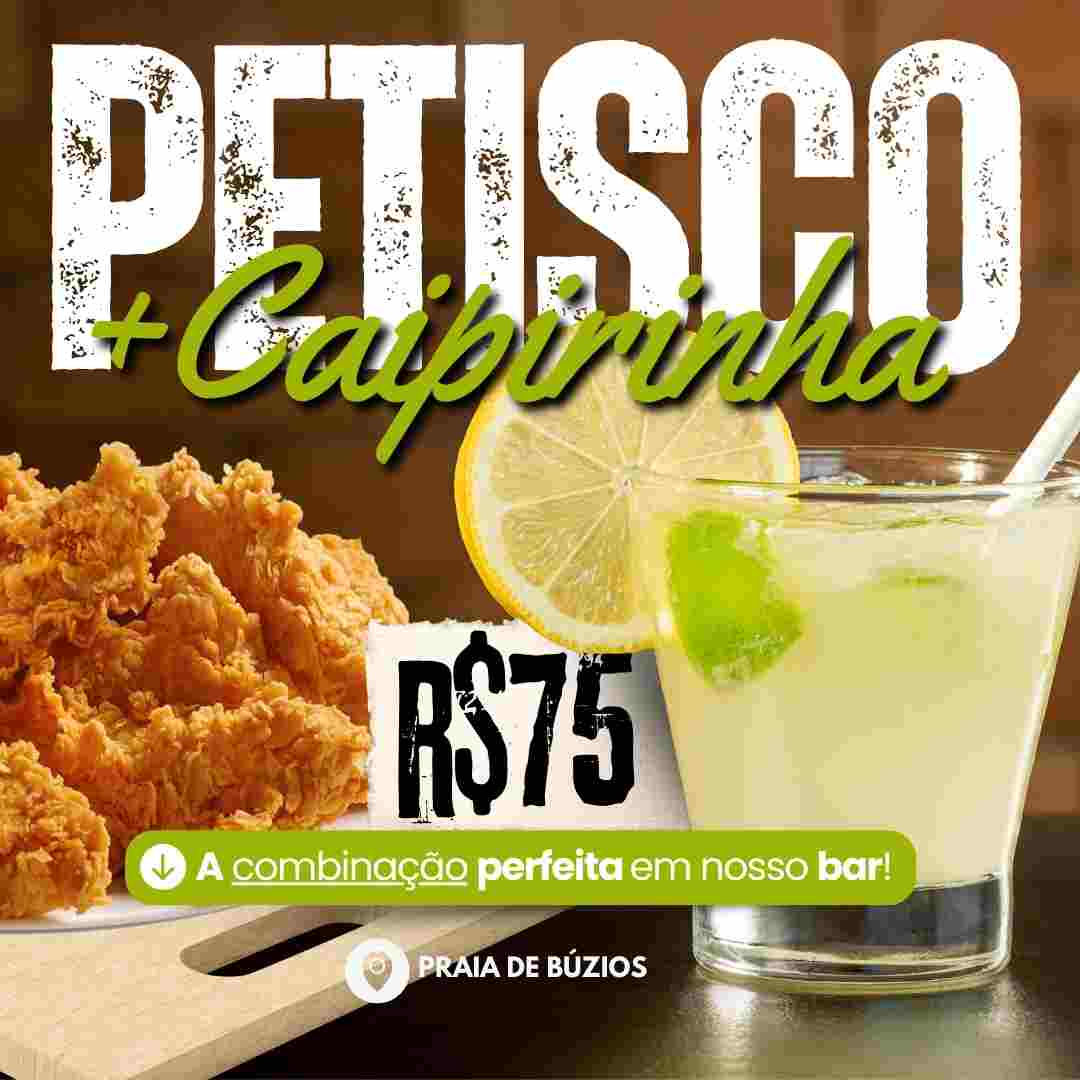 PETISCO
+Caipirinha
R$75
A combinação perfeita em nosso bar!
PRAIA DE BÚZIOS